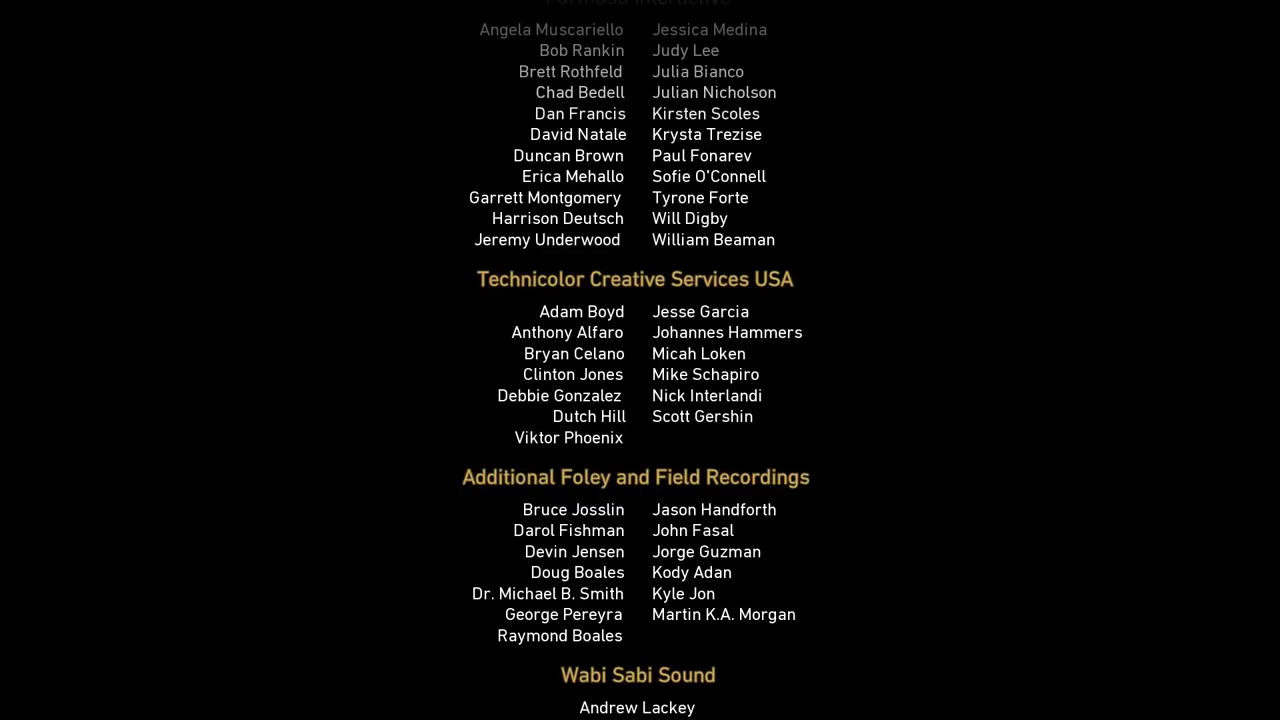 Formosa Interactive
Angela Muscariello Jessica Medina
Bob Rankin Judy Lee
Brett Rothfeld Julia Bianco
Chad Bedell Julian Nicholson
Dan Francis Kirsten Scoles
David Natale Krysta Trezise
Duncan Brown Paul Fonarev
Erica Mehallo Sofie O'Connell
Garrett Montgomery Tyrone Forte
Harrison Deutsch Will Digby
Jeremy Underwood William Beaman
Technicolor Creative Services USA
Adam Boyd Jesse Garcia
Anthony Alfaro Johannes Hammers
Bryan Celano Micah Loken
Clinton Jones Mike Schapiro
Debbie Gonzalez Nick Interlandi
Dutch Hill Scott Gershin
Viktor Phoenix
Additional Foley and Field Recordings
Bruce Josslin Jason Handforth
Darol Fishman John Fasal
Devin Jensen Jorge Guzman
Doug Boales Kody Adan
Dr. Michael B. Smith Kyle Jon
George Pereyra Martin K.A. Morgan
Raymond Boales
Wabi Sabi Sound
Andrew Lackey